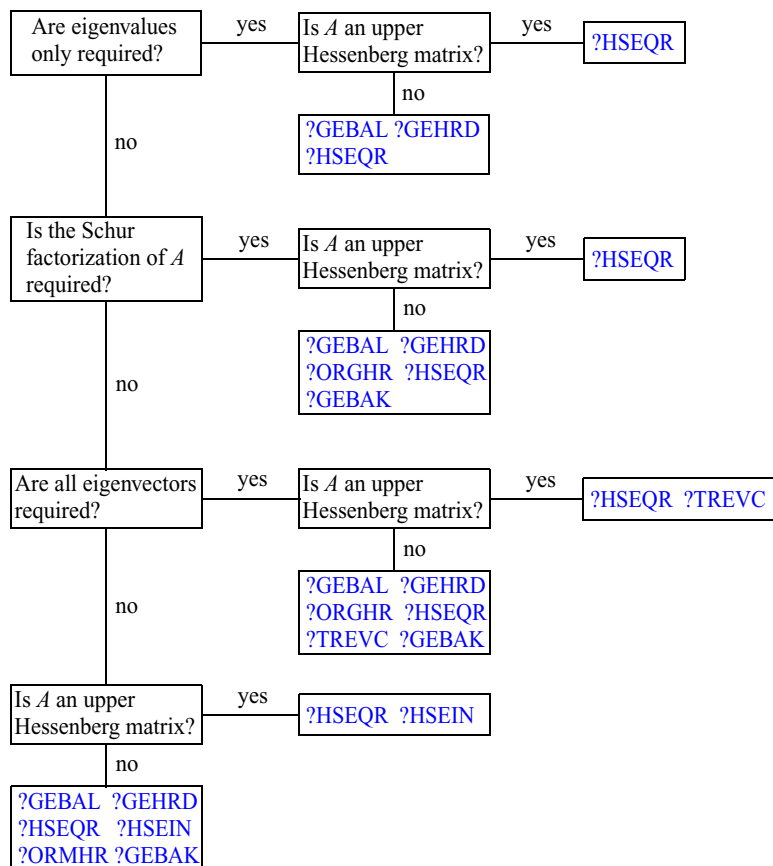 Are eigenvalues
only required?
yes
Is A an upper
Hessenberg matrix?
yes
?HSEQR
no
?GEBAL ?GEHRD
?HSEQR
no
Is the Schur
factorization of A
required?
yes
Is A an upper
Hessenberg matrix?
yes
?HSEQR
no
?GEBAL ?GEHRD
?ORGHR ?HSEQR
?GEBAK
no
Are all eigenvectors
required?
yes
Is A an upper
Hessenberg matrix?
yes
?HSEQR ?TREVC
no
?GEBAL ?GEHRD
?ORGHR ?HSEQR
?TREVC ?GEBAK
no
Is A an upper
Hessenberg matrix?
yes
?HSEQR ?HSEIN
no
?GEBAL ?GEHRD
?HSEQR ?HSEIN
?ORMHR ?GEBAK